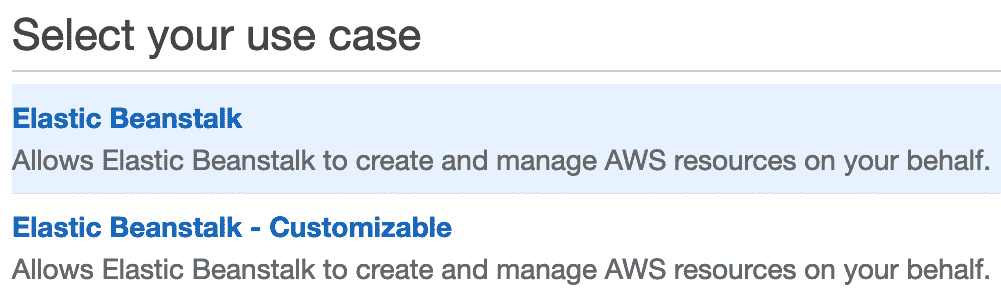 Select your use case
Elastic Beanstalk
Allows Elastic Beanstalk to create and manage AWS resources on your behalf.
Elastic Beanstalk - Customizable
Allows Elastic Beanstalk to create and manage AWS resources on your behalf.